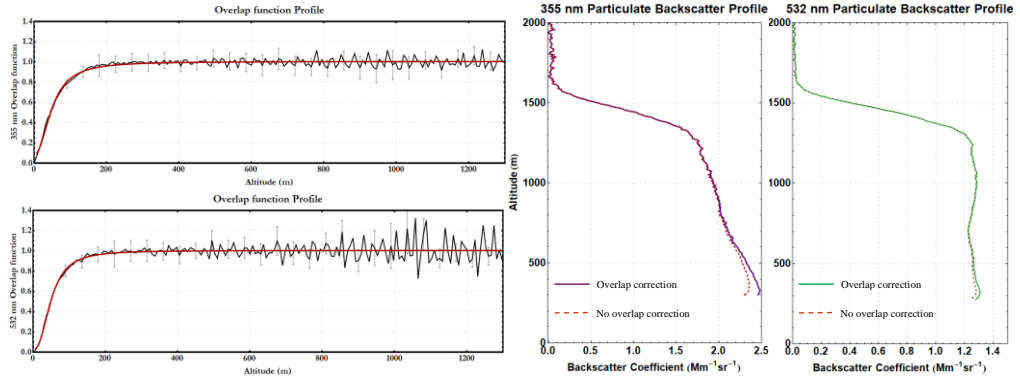 Overlap function Profile
1.4
1.2
1.0
0.8
0.6
0.4
0.2
0.0
355 nm Overlap function
0 200 400 600 800 1000 1200
Altitude (m)
Overlap function Profile
1.4
1.2
1.0
0.8
0.6
0.4
0.2
0.0
532 nm Overlap function
0 200 400 600 800 1000 1200
Altitude (m)
355 nm Particulate Backscatter Profile
2000
1500
1000
500
0
Altitude (m)
Overlap correction
No overlap correction
0.0 0.5 1.0 1.5 2.0 2.5
Backscatter Coefficient (Mm⁻¹sr⁻¹)
532 nm Particulate Backscatter Profile
2000
1500
1000
500
0
Overlap correction
No overlap correction
0.0 0.2 0.4 0.6 0.8 1.0 1.2 1.4
Backscatter Coefficient (Mm⁻¹sr⁻¹)